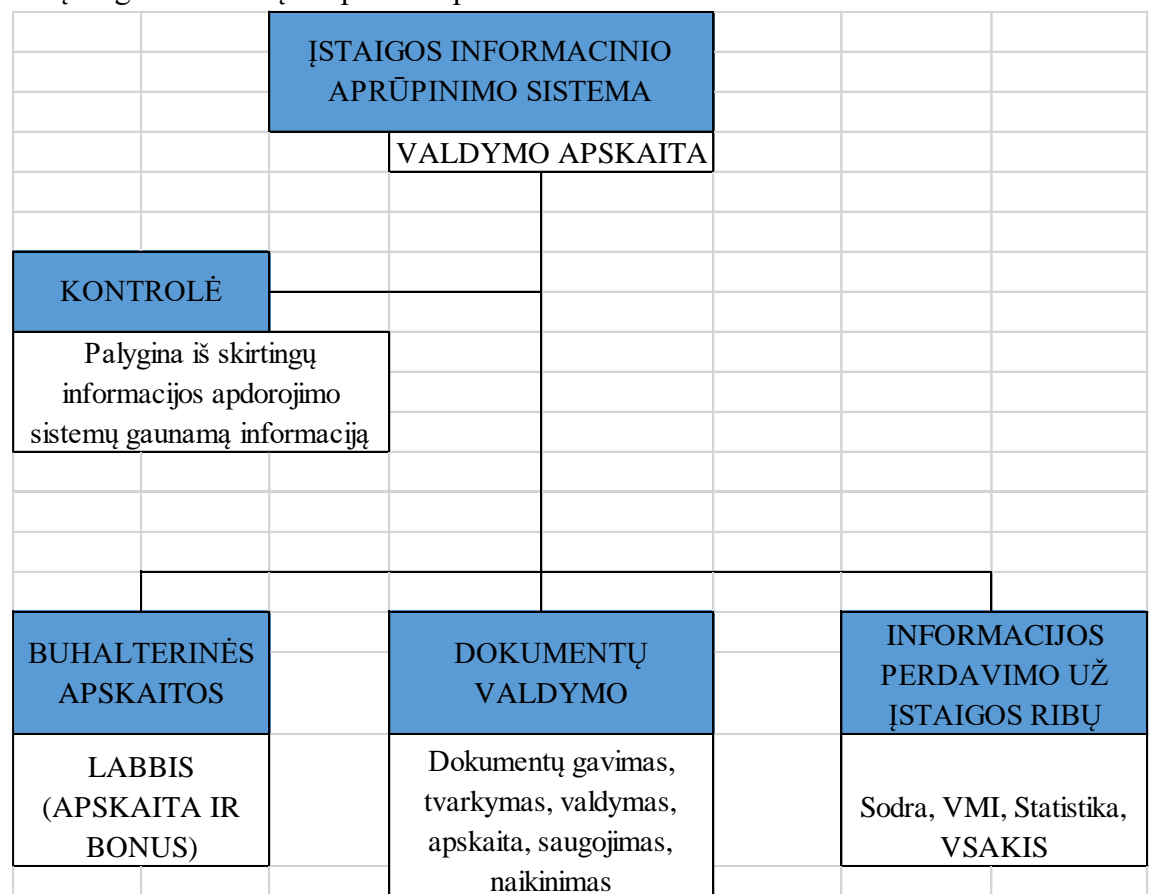 ĮSTAIGOS INFORMACINIO
APRŪPINIMO SISTEMA
VALDYMO APSKAITA
KONTROLĖ
Palygina iš skirtingų
informacijos apdorojimo
sistemų gaunamą informaciją
BUHALTERINĖS
APSKAITOS
LABBIS
(APSKAITA IR
BONUS)
DOKUMENTŲ
VALDYMO
Dokumentų gavimas,
tvarkymas, valdymas,
apskaita, saugojimas,
naikinimas
INFORMACIJOS
PERDAVIMO UŽ
ĮSTAIGOS RIBŲ
Sodra, VMI, Statistika,
VSAKIS